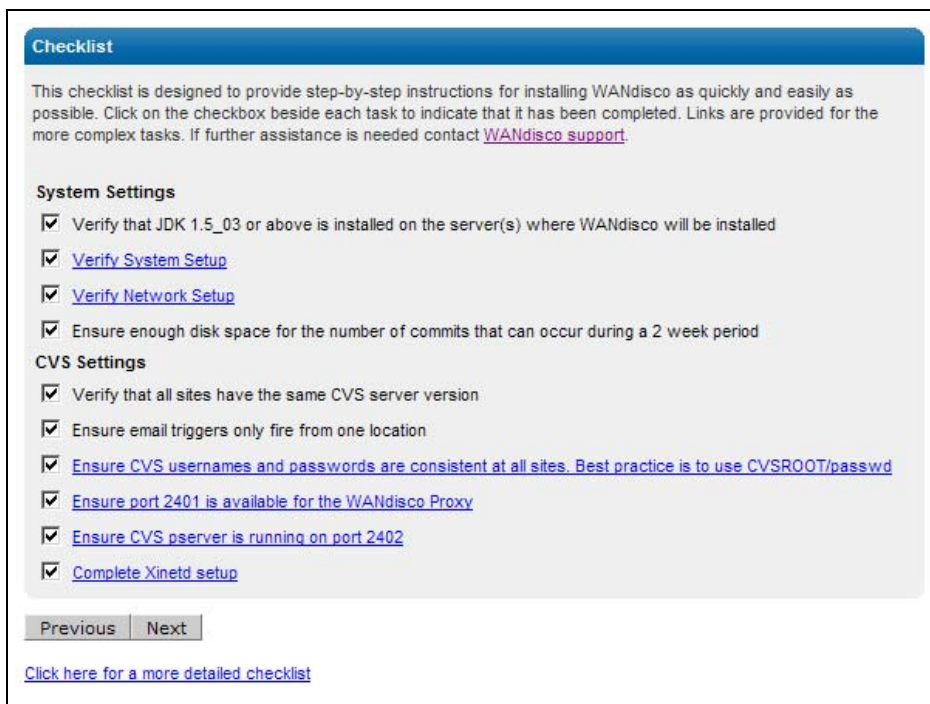 Checklist
This checklist is designed to provide step-by-step instructions for installing WANdisco as quickly and easily as
possible. Click on the checkbox beside each task to indicate that it has been completed. Links are provided for the
more complex tasks. If further assistance is needed contact WANdisco support.
System Settings
Verify that JDK 1.5_03 or above is installed on the server(s) where WANdisco will be installed
Verify System Setup
Verify Network Setup
Ensure enough disk space for the number of commits that can occur during a 2 week period
CVS Settings
Verify that all sites have the same CVS server version
Ensure email triggers only fire from one location
Ensure CVS usernames and passwords are consistent at all sites. Best practice is to use CVSROOT/passwd
Ensure port 2401 is available for the WANdisco Proxy
Ensure CVS pserver is running on port 2402
Complete Xinetd setup
Previous Next
Click here for a more detailed checklist